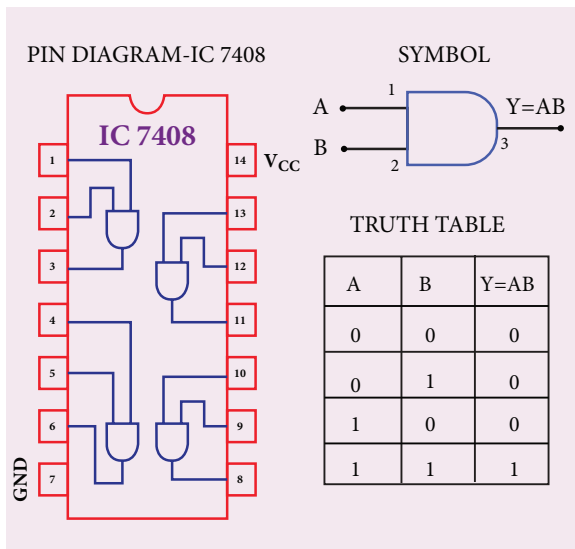 PIN DIAGRAM-IC 7408
IC 7408
1
14 V_CC
2
13
3
12
4
11
5
10
6
9
7
8
GND
SYMBOL
A
1
Y=AB
B
2
3
TRUTH TABLE
A B Y=AB
0 0 0
0 1 0
1 0 0
1 1 1